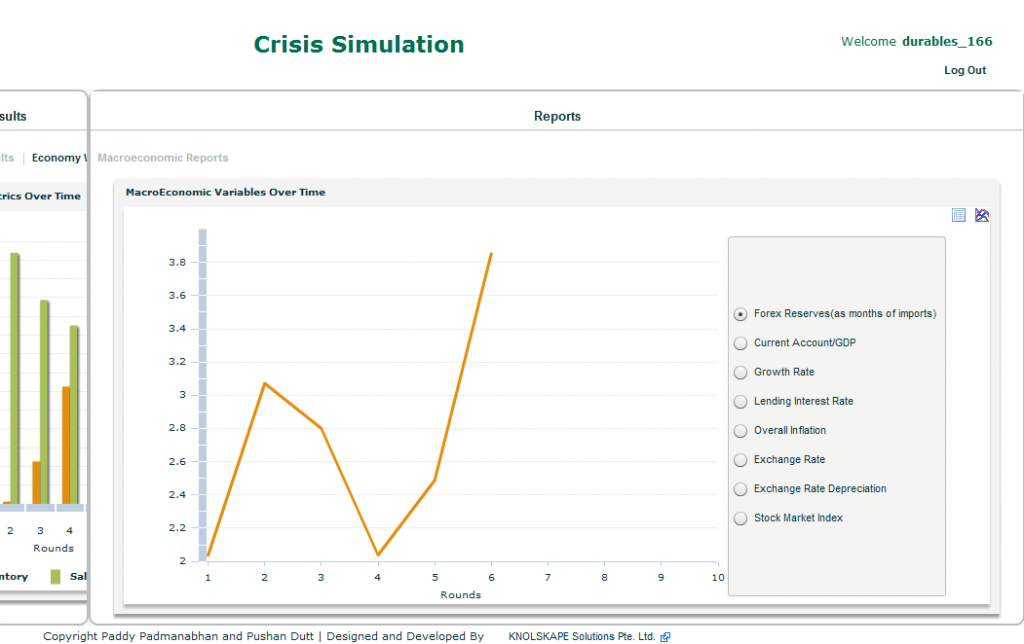 Crisis Simulation
Welcome durables_166
Log Out
sults
Reports
lts | Economy
Macroeconomic Reports
trics Over Time
MacroEconomic Variables Over Time
3.8
3.6
3.4
3.2
3
2.8
2.6
2.4
2.2
2
1 2 3 4 5 6 7 8 9 10
Rounds
Forex Reserves(as months of imports)
Current Account/GDP
Growth Rate
Lending Interest Rate
Overall Inflation
Exchange Rate
Exchange Rate Depreciation
Stock Market Index
2 3 4
Rounds
ntory Sal
Copyright Paddy Padmanabhan and Pushan Dutt | Designed and Developed By KNOLSKAPE Solutions Pte. Ltd.